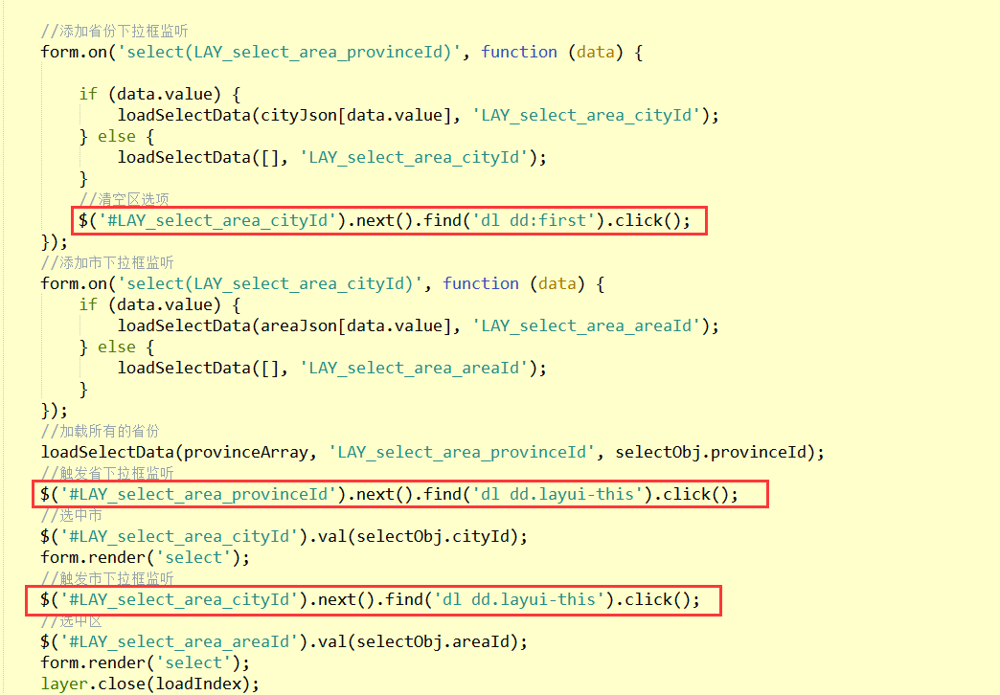 //添加省份下拉框监听
form.on('select(LAY_select_area_provinceId)', function (data) {
if (data.value) {
loadSelectData(cityJson[data.value], 'LAY_select_area_cityId');
} else {
loadSelectData([], 'LAY_select_area_cityId');
}
//清空区选项
$('#LAY_select_area_cityId').next().find('dl dd:first').click();
});
//添加市下拉框监听
form.on('select(LAY_select_area_cityId)', function (data) {
if (data.value) {
loadSelectData(areaJson[data.value], 'LAY_select_area_areaId');
} else {
loadSelectData([], 'LAY_select_area_areaId');
}
});
//加载所有的省份
loadSelectData(provinceArray, 'LAY_select_area_provinceId', selectObj.provinceId);
//触发省下拉框监听
$('#LAY_select_area_provinceId').next().find('dl dd.layui-this').click();
//选中市
$('#LAY_select_area_cityId').val(selectObj.cityId);
form.render('select');
//触发市下拉框监听
$('#LAY_select_area_cityId').next().find('dl dd.layui-this').click();
//选中区
$('#LAY_select_area_areaId').val(selectObj.areaId);
form.render('select');
layer.close(loadIndex);